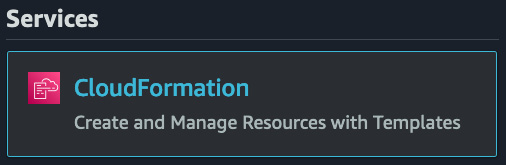 Services
CloudFormation
Create and Manage Resources with Templates